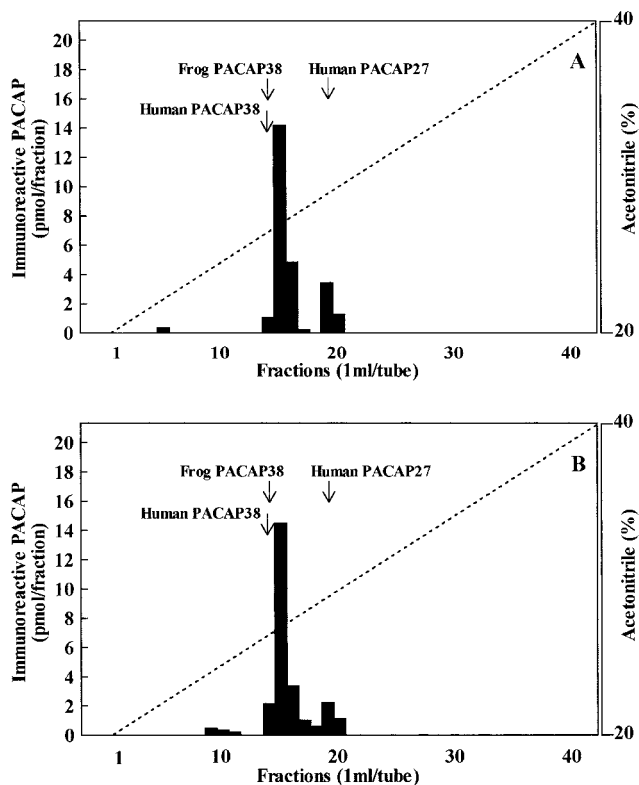 20
18
16
14
12
10
8
6
4
2
0
Immunoreactive PACAP
(pmol/fraction)
Frog PACAP38
Human PACAP27
Human PACAP38
A
40
20
Acetonitrile (%)
1 10 20 30 40
Fractions (1ml/tube)
20
18
16
14
12
10
8
6
4
2
0
Immunoreactive PACAP
(pmol/fraction)
Frog PACAP38
Human PACAP27
Human PACAP38
B
40
20
Acetonitrile (%)
1 10 20 30 40
Fractions (1ml/tube)